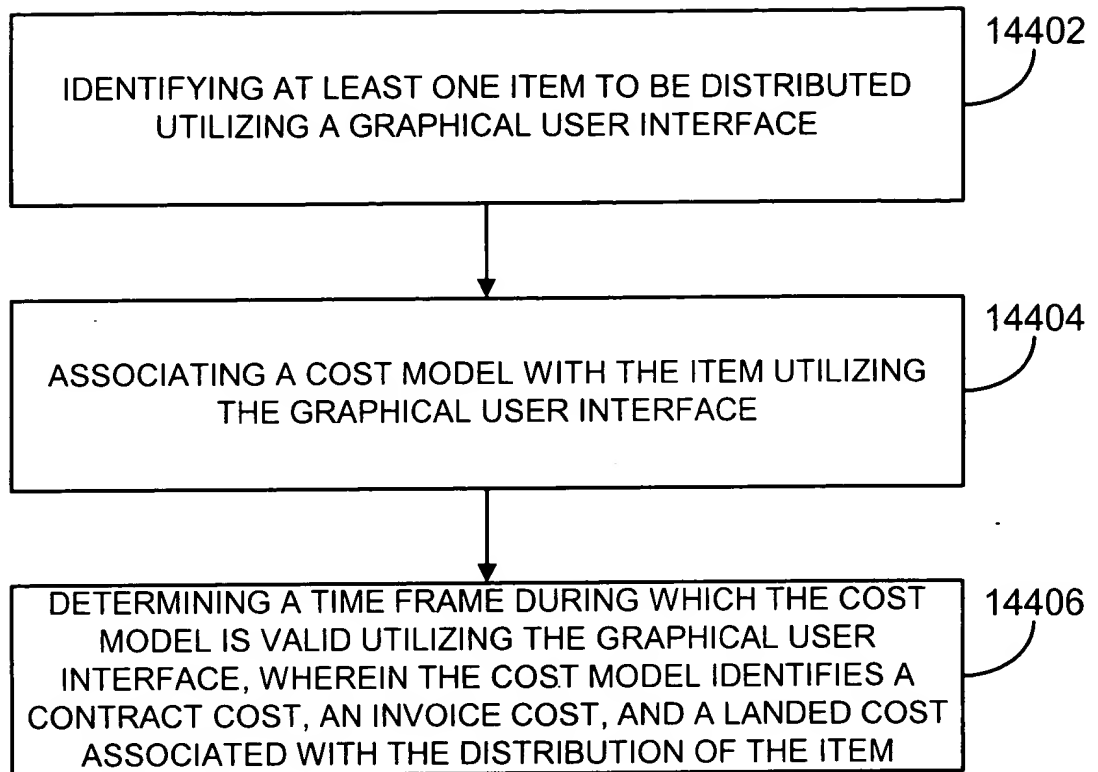 14402
IDENTIFYING AT LEAST ONE ITEM TO BE DISTRIBUTED
UTILIZING A GRAPHICAL USER INTERFACE
14404
ASSOCIATING A COST MODEL WITH THE ITEM UTILIZING
THE GRAPHICAL USER INTERFACE
14406
DETERMINING A TIME FRAME DURING WHICH THE COST
MODEL IS VALID UTILIZING THE GRAPHICAL USER
INTERFACE, WHEREIN THE COST MODEL IDENTIFIES A
CONTRACT COST, AN INVOICE COST, AND A LANDED COST
ASSOCIATED WITH THE DISTRIBUTION OF THE ITEM